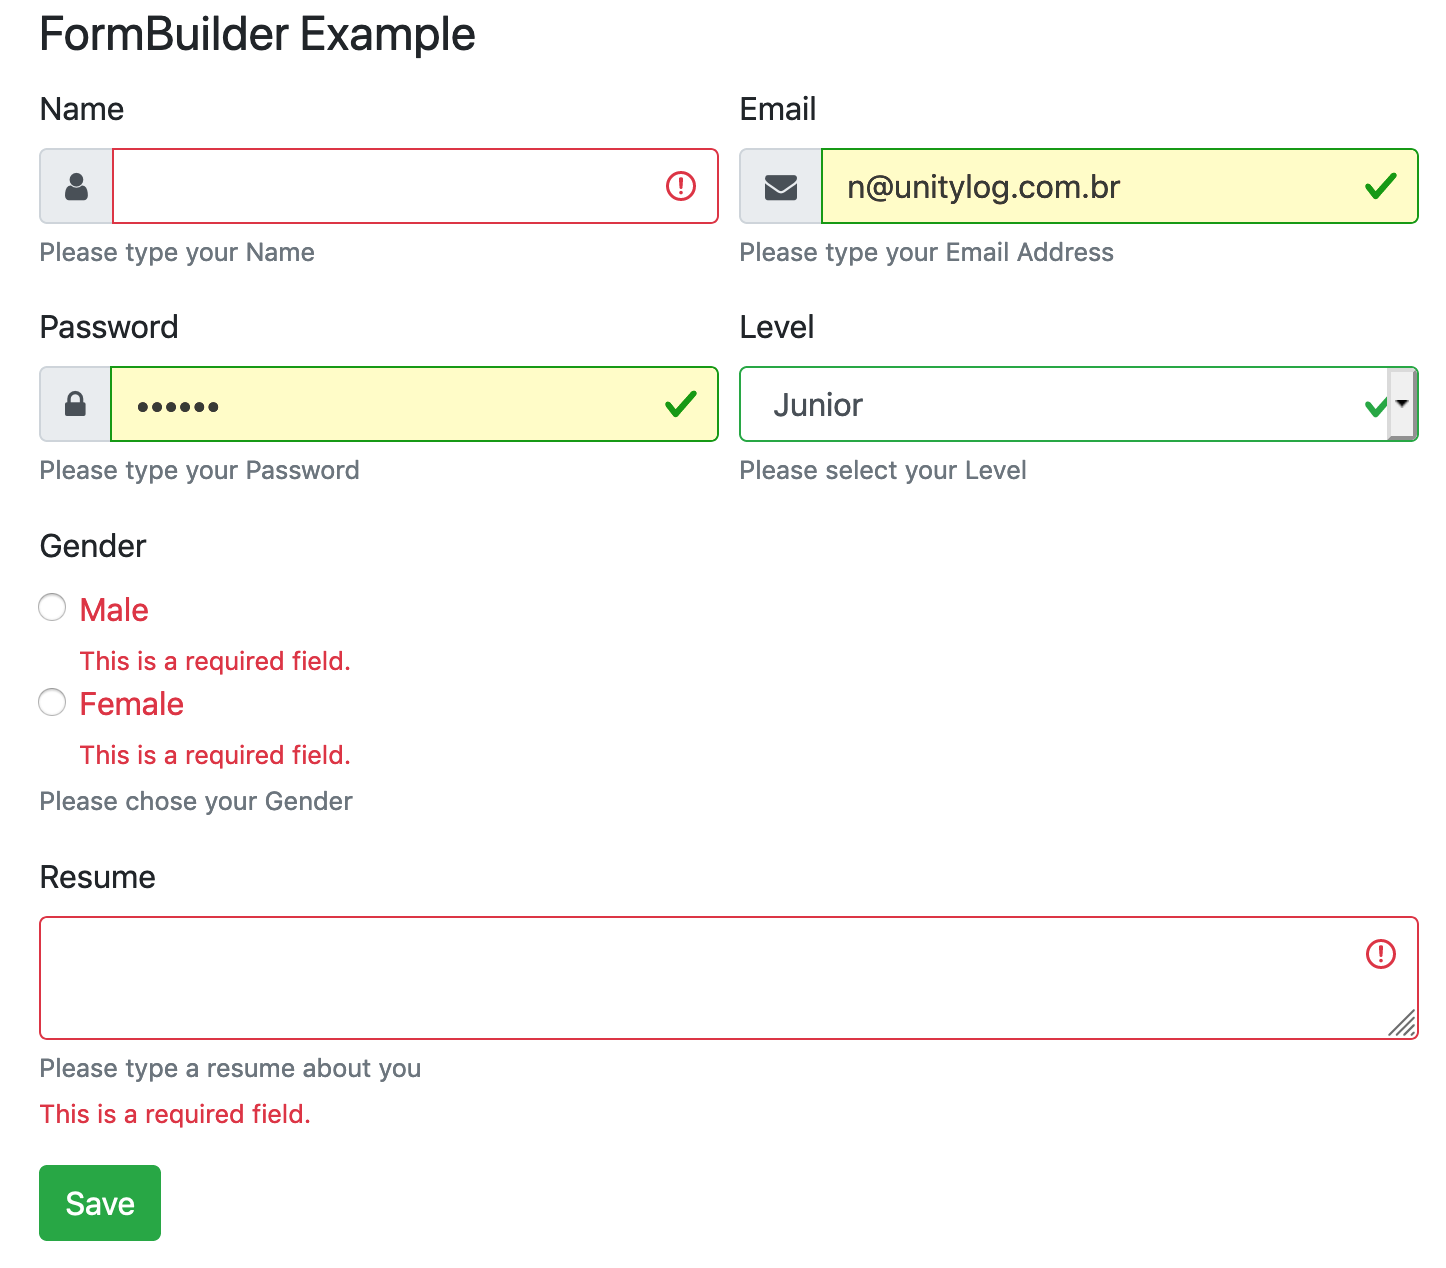 FormBuilder Example
Name
Email
n@unitylog.com.br
Please type your Name
Please type your Email Address
Password
Level
••••••
Junior
Please type your Password
Please select your Level
Gender
Male
This is a required field.
Female
This is a required field.
Please chose your Gender
Resume
Please type a resume about you
This is a required field.
Save